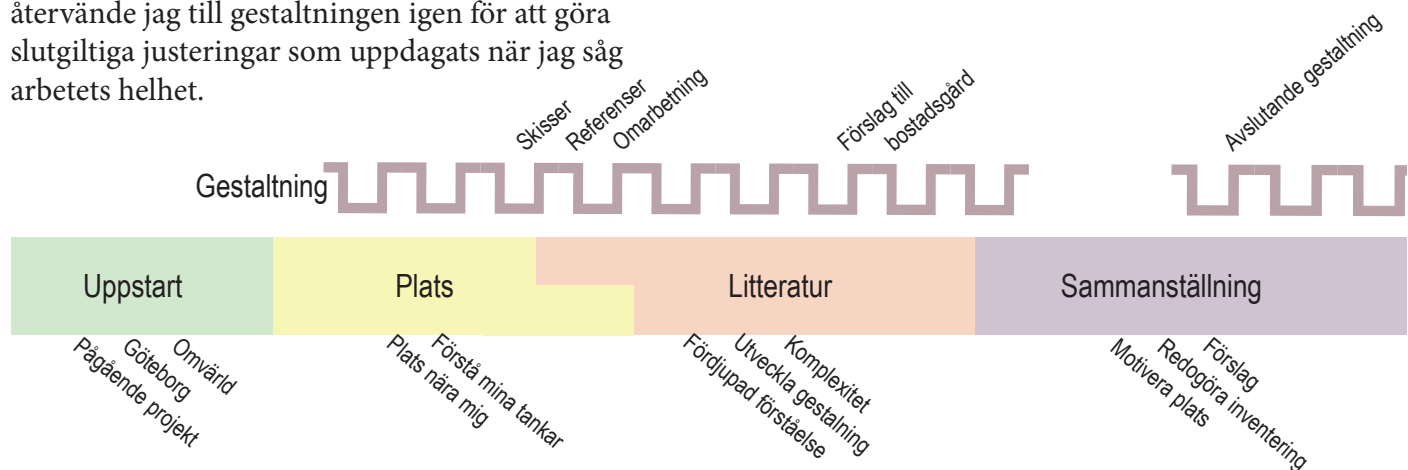 återvände jag till gestaltningen igen för att göra
slutgiltiga justeringar som uppdagats när jag såg
arbetets helhet.
Skisser
Referenser
Omarbetning
Förslag till
bostadsgård
Avslutande gestaltning
Gestaltning
Uppstart
Plats
Litteratur
Sammanställning
Omvärld
Göteborg
Pågående projekt
Förstå mina tankar
Plats nära mig
Komplexitet
Utveckla gestalning
Fördjupad förståelse
Förslag
Redogöra inventering
Motivera plats